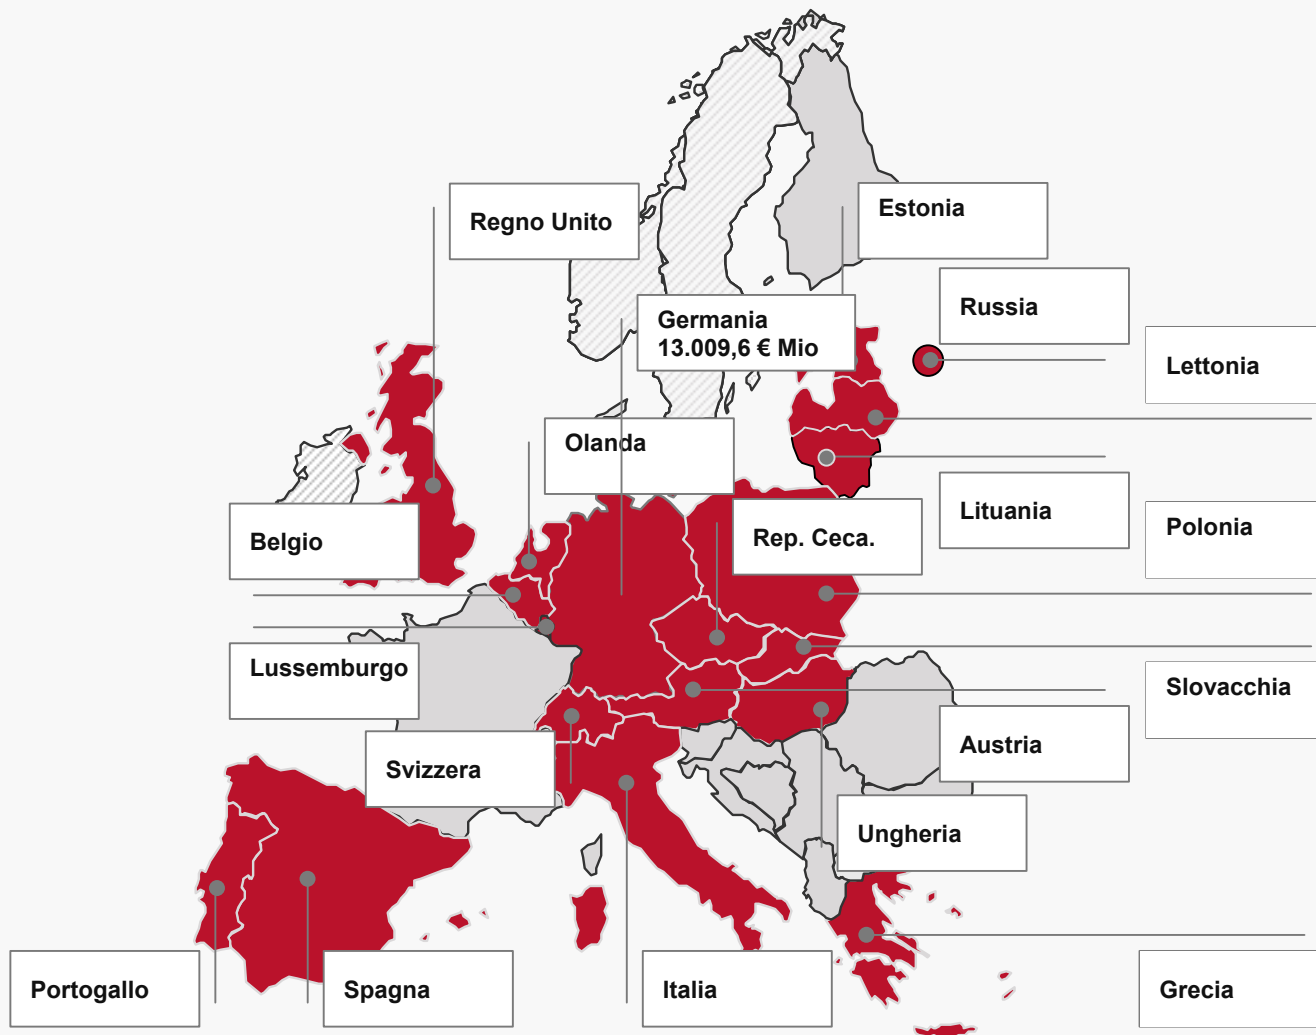 Regno Unito
Estonia
Russia
Germania
13.009,6 € Mio
Lettonia
Olanda
Lituania
Polonia
Belgio
Rep. Ceca.
Lussemburgo
Slovacchia
Austria
Svizzera
Ungheria
Portogallo
Spagna
Italia
Grecia